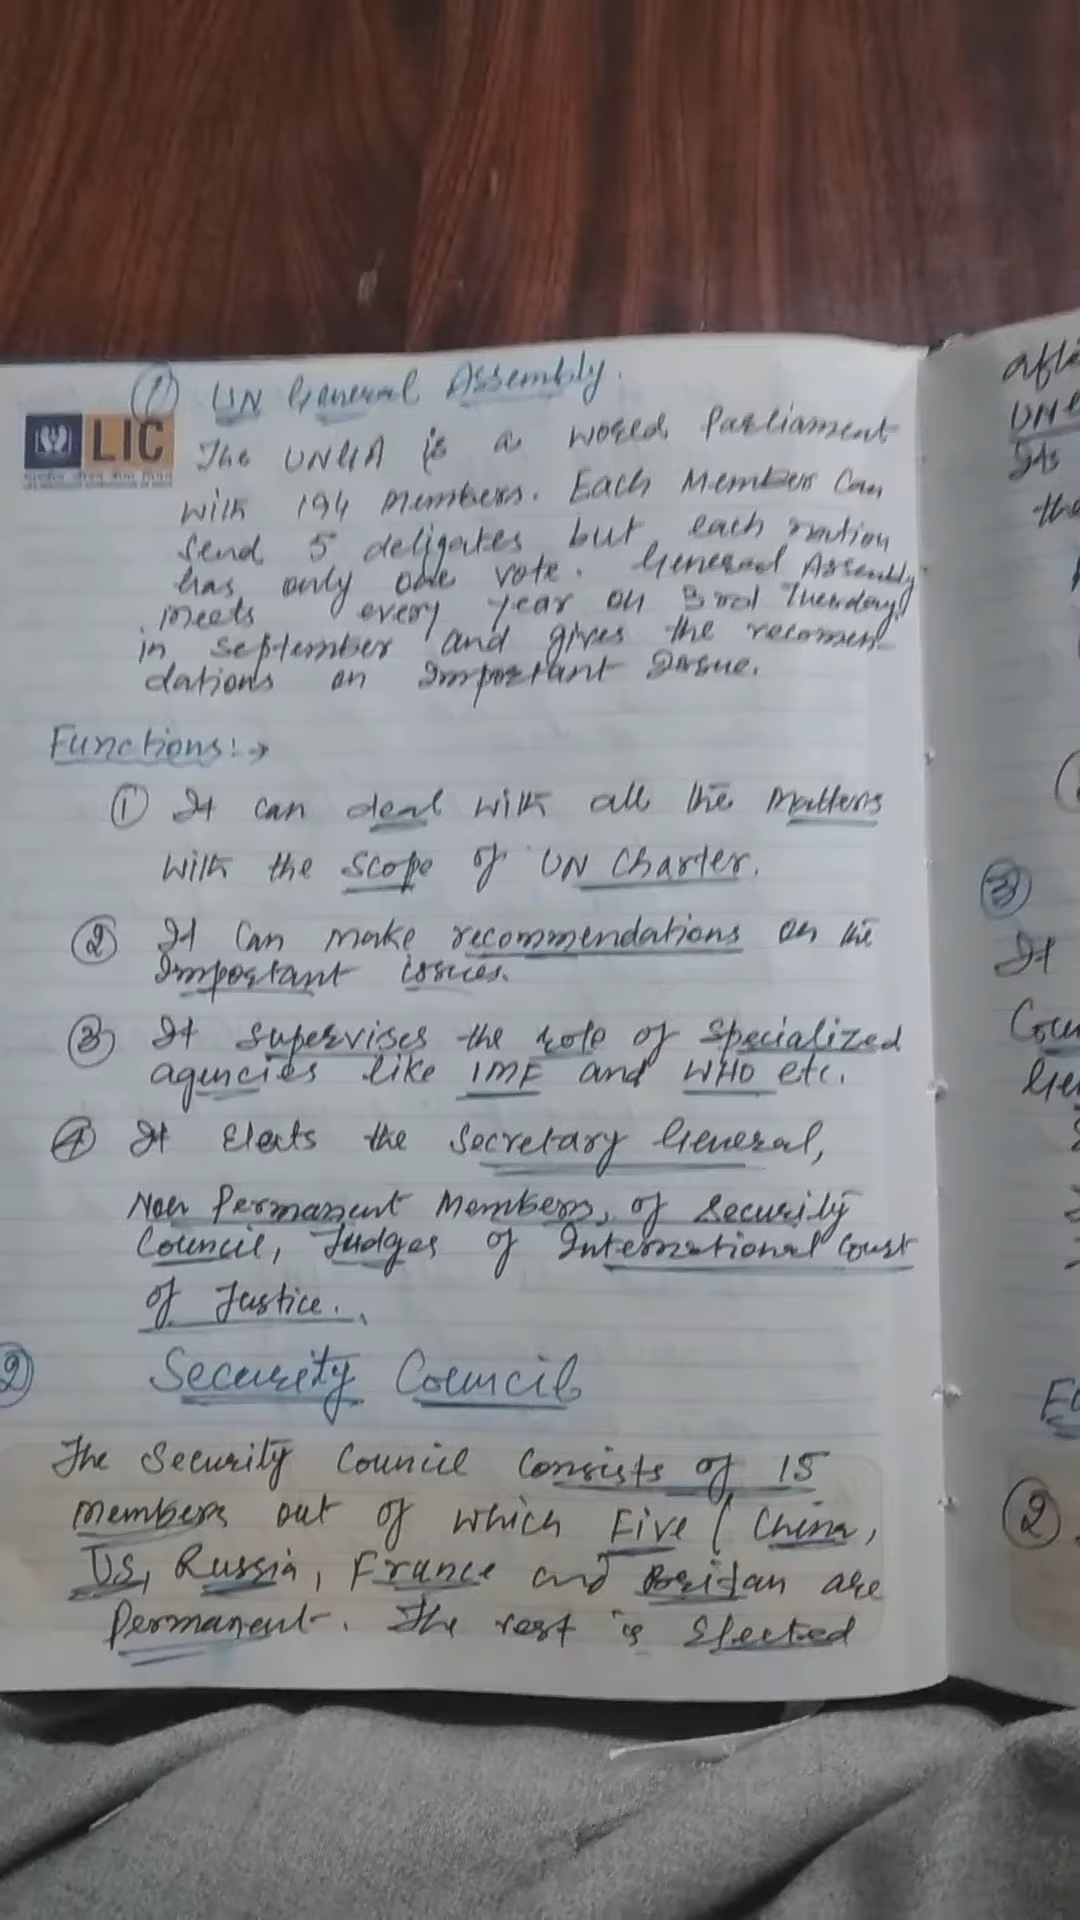 ① UN General Assembly.
LIC
The UNGA is a world Parliament
with 194 Members. Each Member Can
Send 5 deligates but each nation
has only one vote. General Assembly
meets every year on 3rd Tuesday
in September and gives the recomen-
dations on Important Issue.
Functions:→
① It can deal with all the Matters
with the Scope of UN Charter.
② It Can make recommendations on the
Important issues.
③ It Supervises the role of Specialized
agencies like IMF and WHO etc.
④ It Elects the Secretary General,
Non Permanent Members, of Security
Council, Judges of International Court
of Justice.
② Security Council
The Security Council Consists of 15
members out of which Five ( China,
US, Russia, France and Britan are
Permanent. The rest is Elected
UN
Its
the
③
It
②